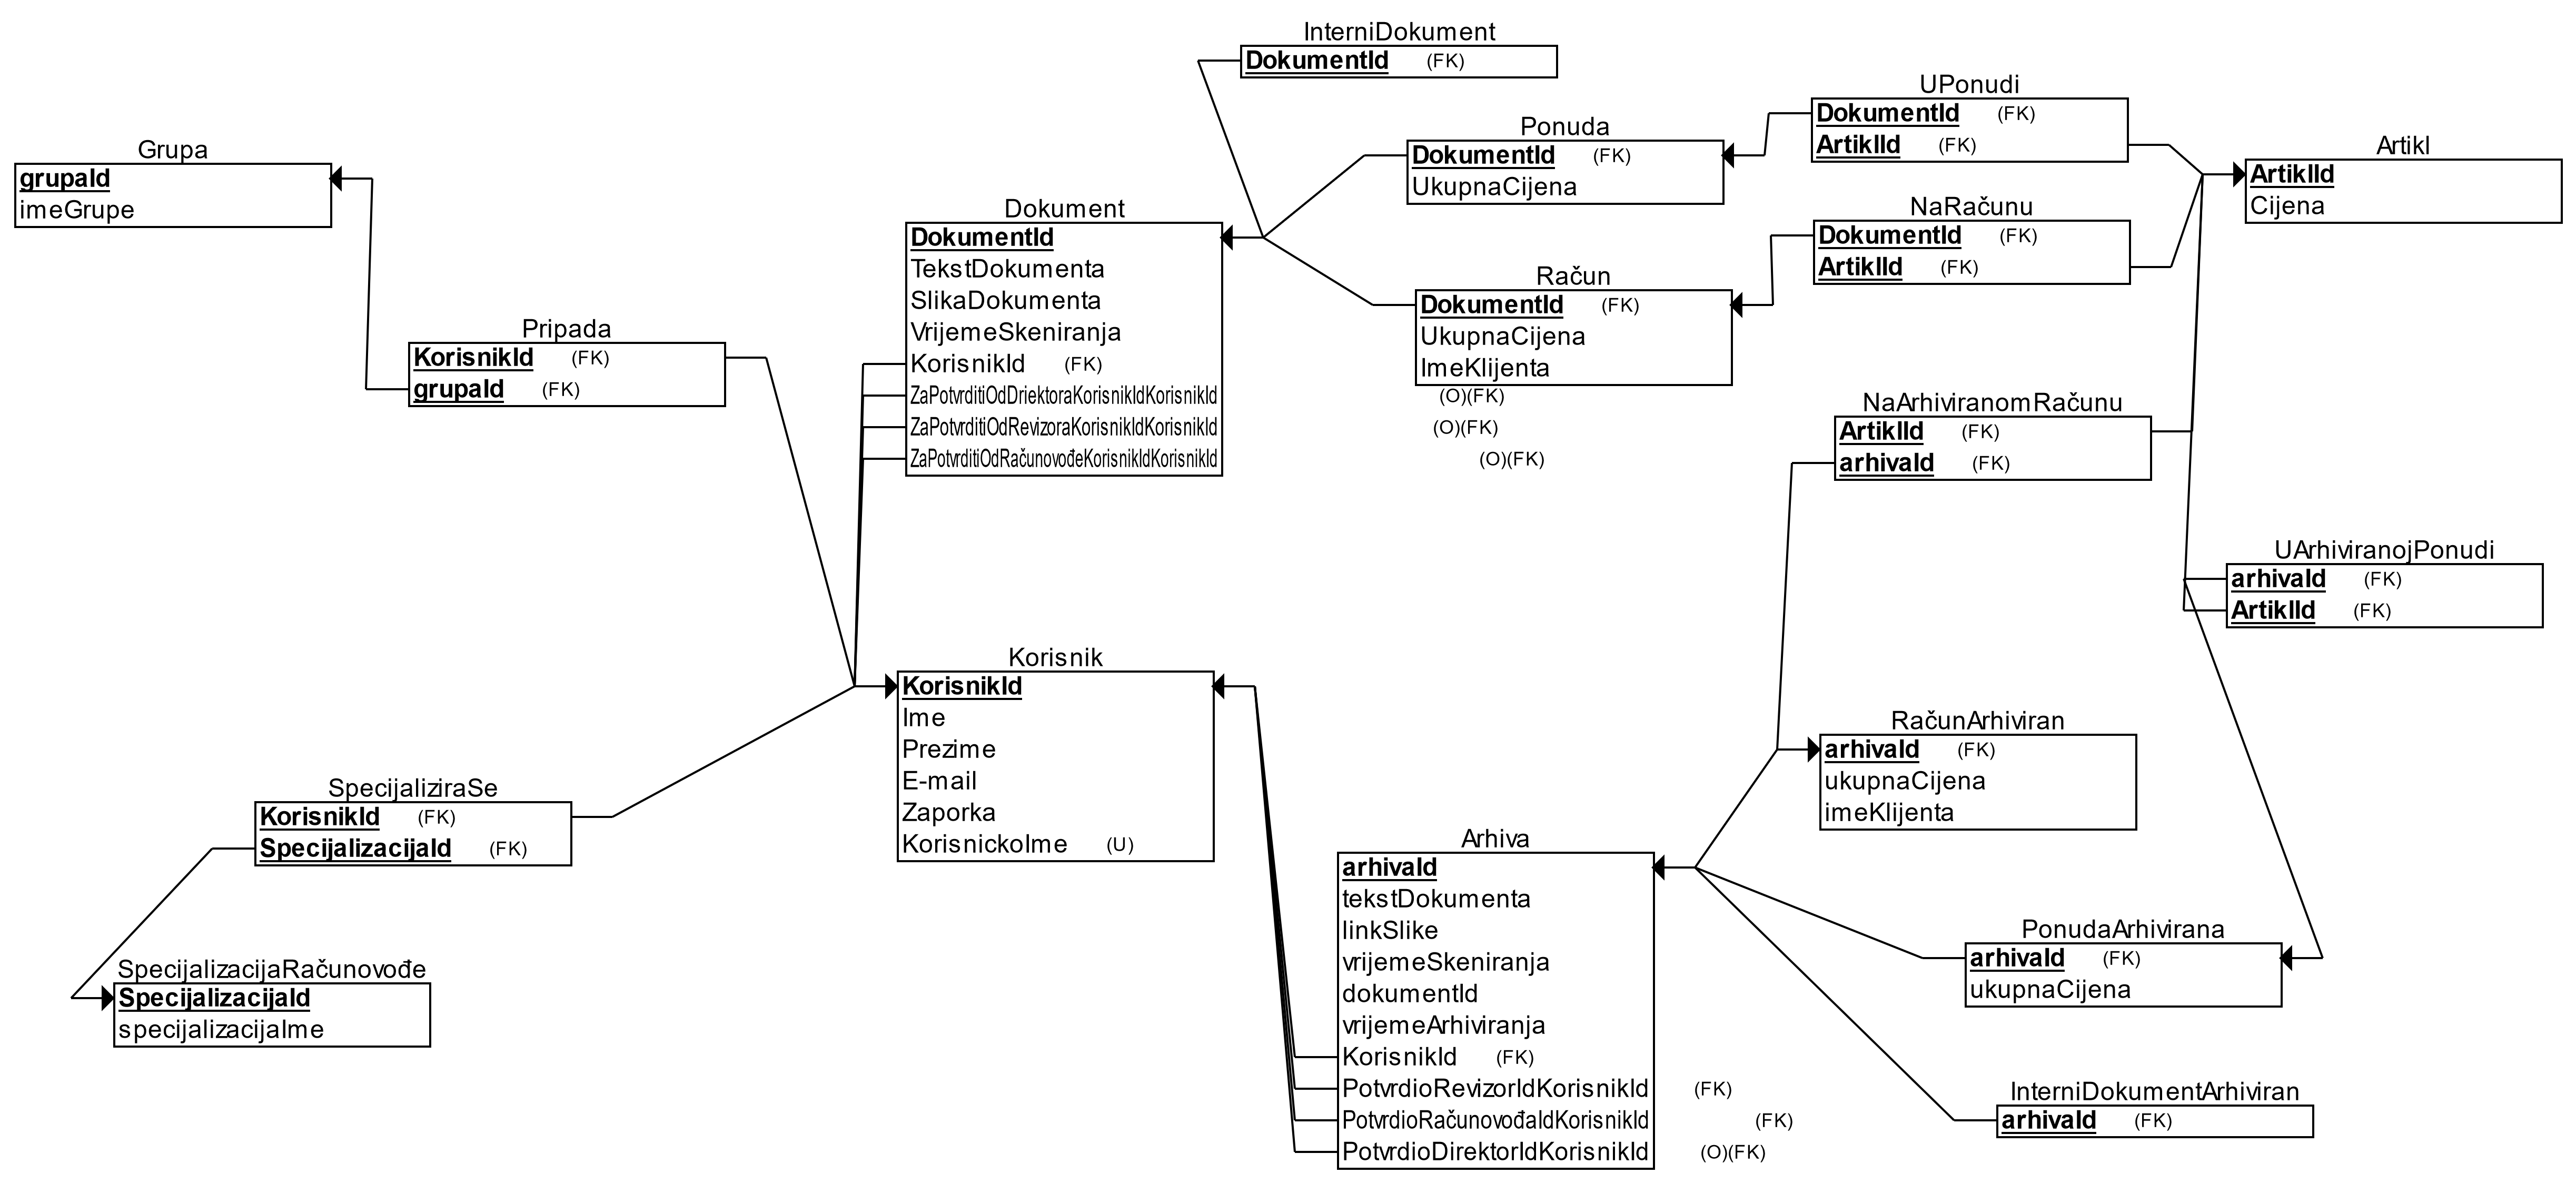 InterniDokument
DokumentId (FK)
UPonudi
DokumentId (FK)
ArtiklId (FK)
Ponuda
DokumentId (FK)
UkupnaCijena
Artikl
ArtiklId
Cijena
Grupa
grupaId
imeGrupe
Dokument
DokumentId
TekstDokumenta
SlikaDokumenta
VrijemeSkeniranja
KorisnikId (FK)
ZaPotvrditiOdDriektoraKorisnikIdKorisnikId (O)(FK)
ZaPotvrditiOdRevizoraKorisnikIdKorisnikId (O)(FK)
ZaPotvrditiOdRačunovođeKorisnikIdKorisnikId (O)(FK)
NaRačunu
DokumentId (FK)
ArtiklId (FK)
Račun
DokumentId (FK)
UkupnaCijena
ImeKlijenta
Pripada
KorisnikId (FK)
grupaId (FK)
NaArhiviranomRačunu
ArtiklId (FK)
arhivaId (FK)
UArhiviranojPonudi
arhivaId (FK)
ArtiklId (FK)
Korisnik
KorisnikId
Ime
Prezime
E-mail
Zaporka
KorisnickoIme (U)
RačunArhiviran
arhivaId (FK)
ukupnaCijena
imeKlijenta
SpecijaliziraSe
KorisnikId (FK)
SpecijalizacijaId (FK)
Arhiva
arhivaId
tekstDokumenta
linkSlike
vrijemeSkeniranja
dokumentId
vrijemeArhiviranja
KorisnikId (FK)
PotvrdioRevizorIdKorisnikId (FK)
PotvrdioRačunovođaIdKorisnikId (FK)
PotvrdioDirektorIdKorisnikId (O)(FK)
PonudaArhivirana
arhivaId (FK)
ukupnaCijena
SpecijalizacijaRačunovođe
SpecijalizacijaId
specijalizacijaIme
InterniDokumentArhiviran
arhivaId (FK)